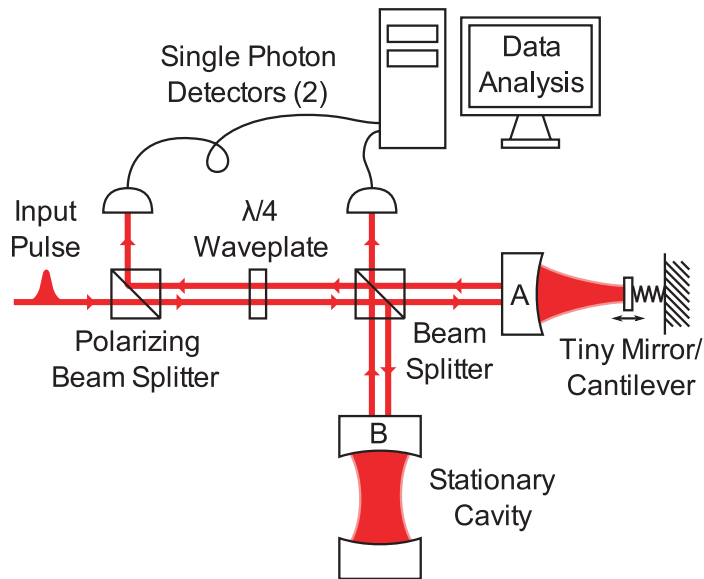 Single Photon
Detectors (2)
Data
Analysis
Input
Pulse
λ/4
Waveplate
A
Polarizing
Beam Splitter
Beam
Splitter
Tiny Mirror/
Cantilever
B
Stationary
Cavity